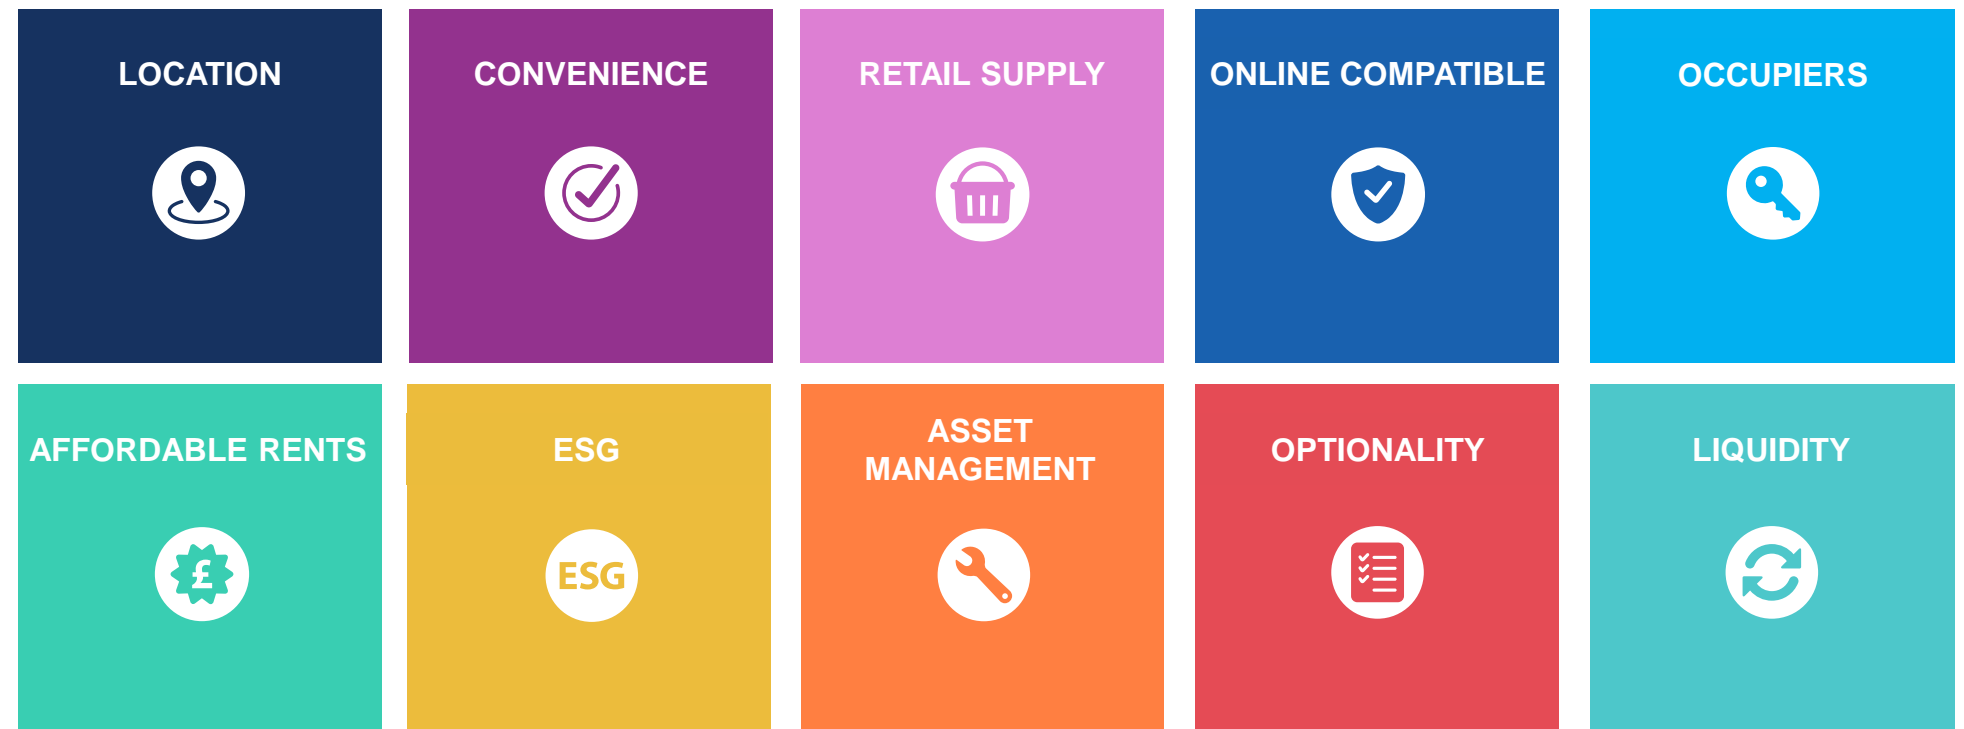 LOCATION
CONVENIENCE
RETAIL SUPPLY
ONLINE COMPATIBLE
OCCUPIERS
AFFORDABLE RENTS
£
ESG
ESG
ASSET
MANAGEMENT
OPTIONALITY
LIQUIDITY